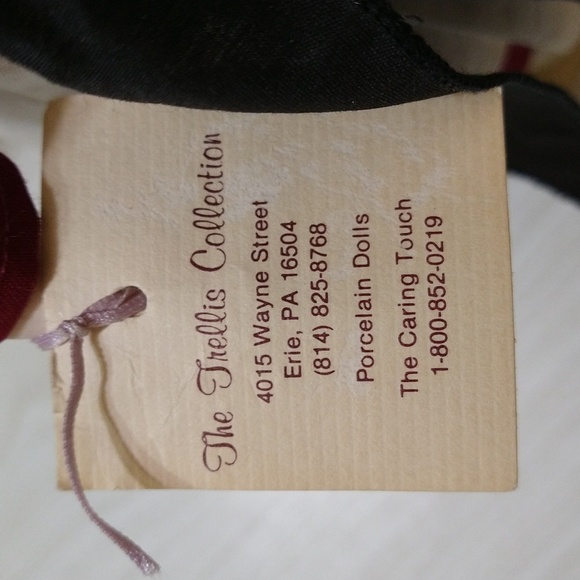 The Trellis Collection
4015 Wayne Street
Erie, PA 16504
(814) 825-8768
Porcelain Dolls
The Caring Touch
1-800-852-0219